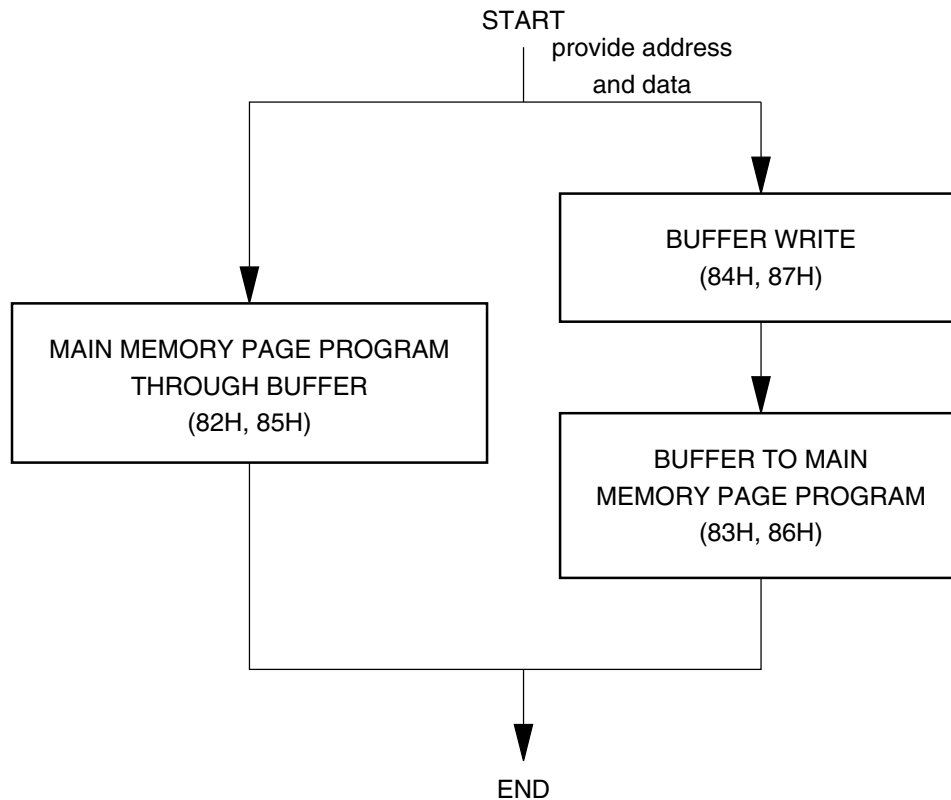 START
provide address
and data
BUFFER WRITE
(84H, 87H)
MAIN MEMORY PAGE PROGRAM
THROUGH BUFFER
(82H, 85H)
BUFFER TO MAIN
MEMORY PAGE PROGRAM
(83H, 86H)
END